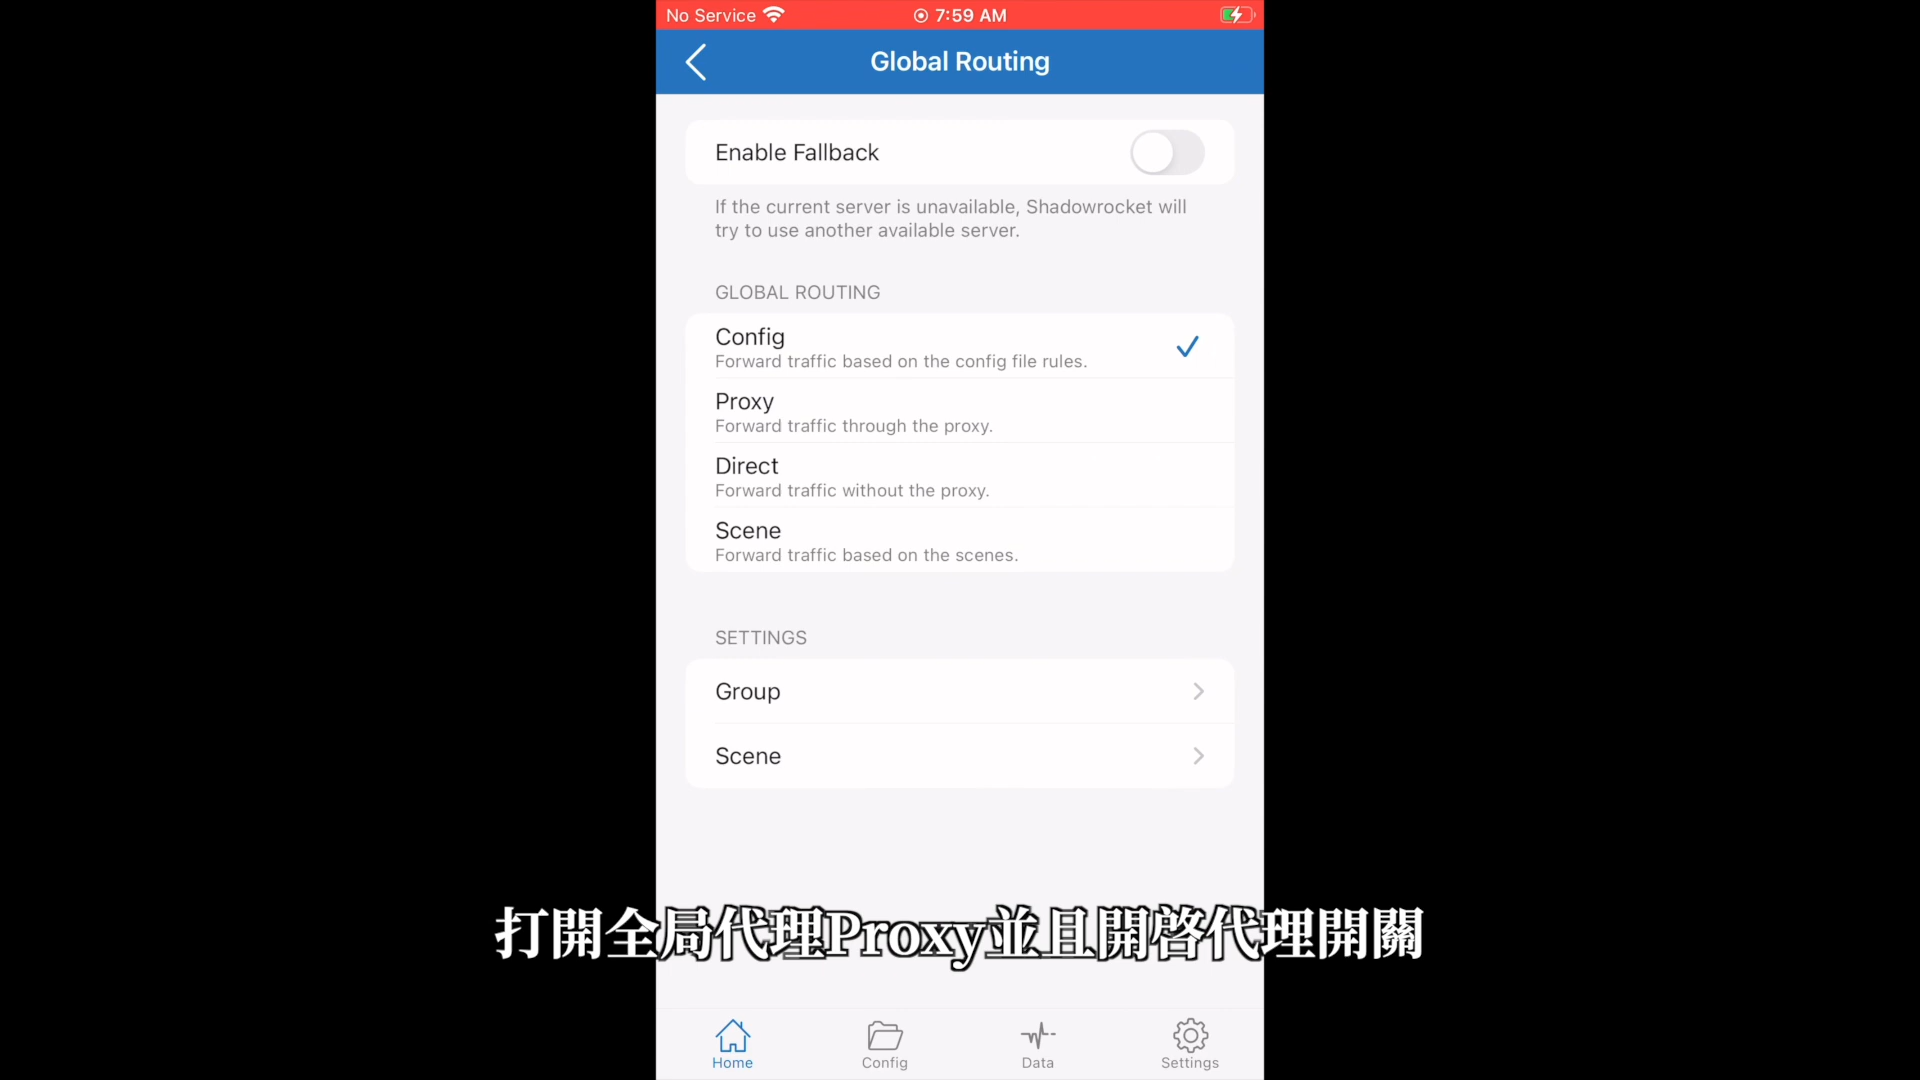 No Service 7:59 AM
Global Routing
Enable Fallback
If the current server is unavailable, Shadowrocket will
try to use another available server.
GLOBAL ROUTING
Config
Forward traffic based on the config file rules.
Proxy
Forward traffic through the proxy.
Direct
Forward traffic without the proxy.
Scene
Forward traffic based on the scenes.
SETTINGS
Group
Scene
打開全局代理Proxy並且開啓代理開關
Home Config Data Settings